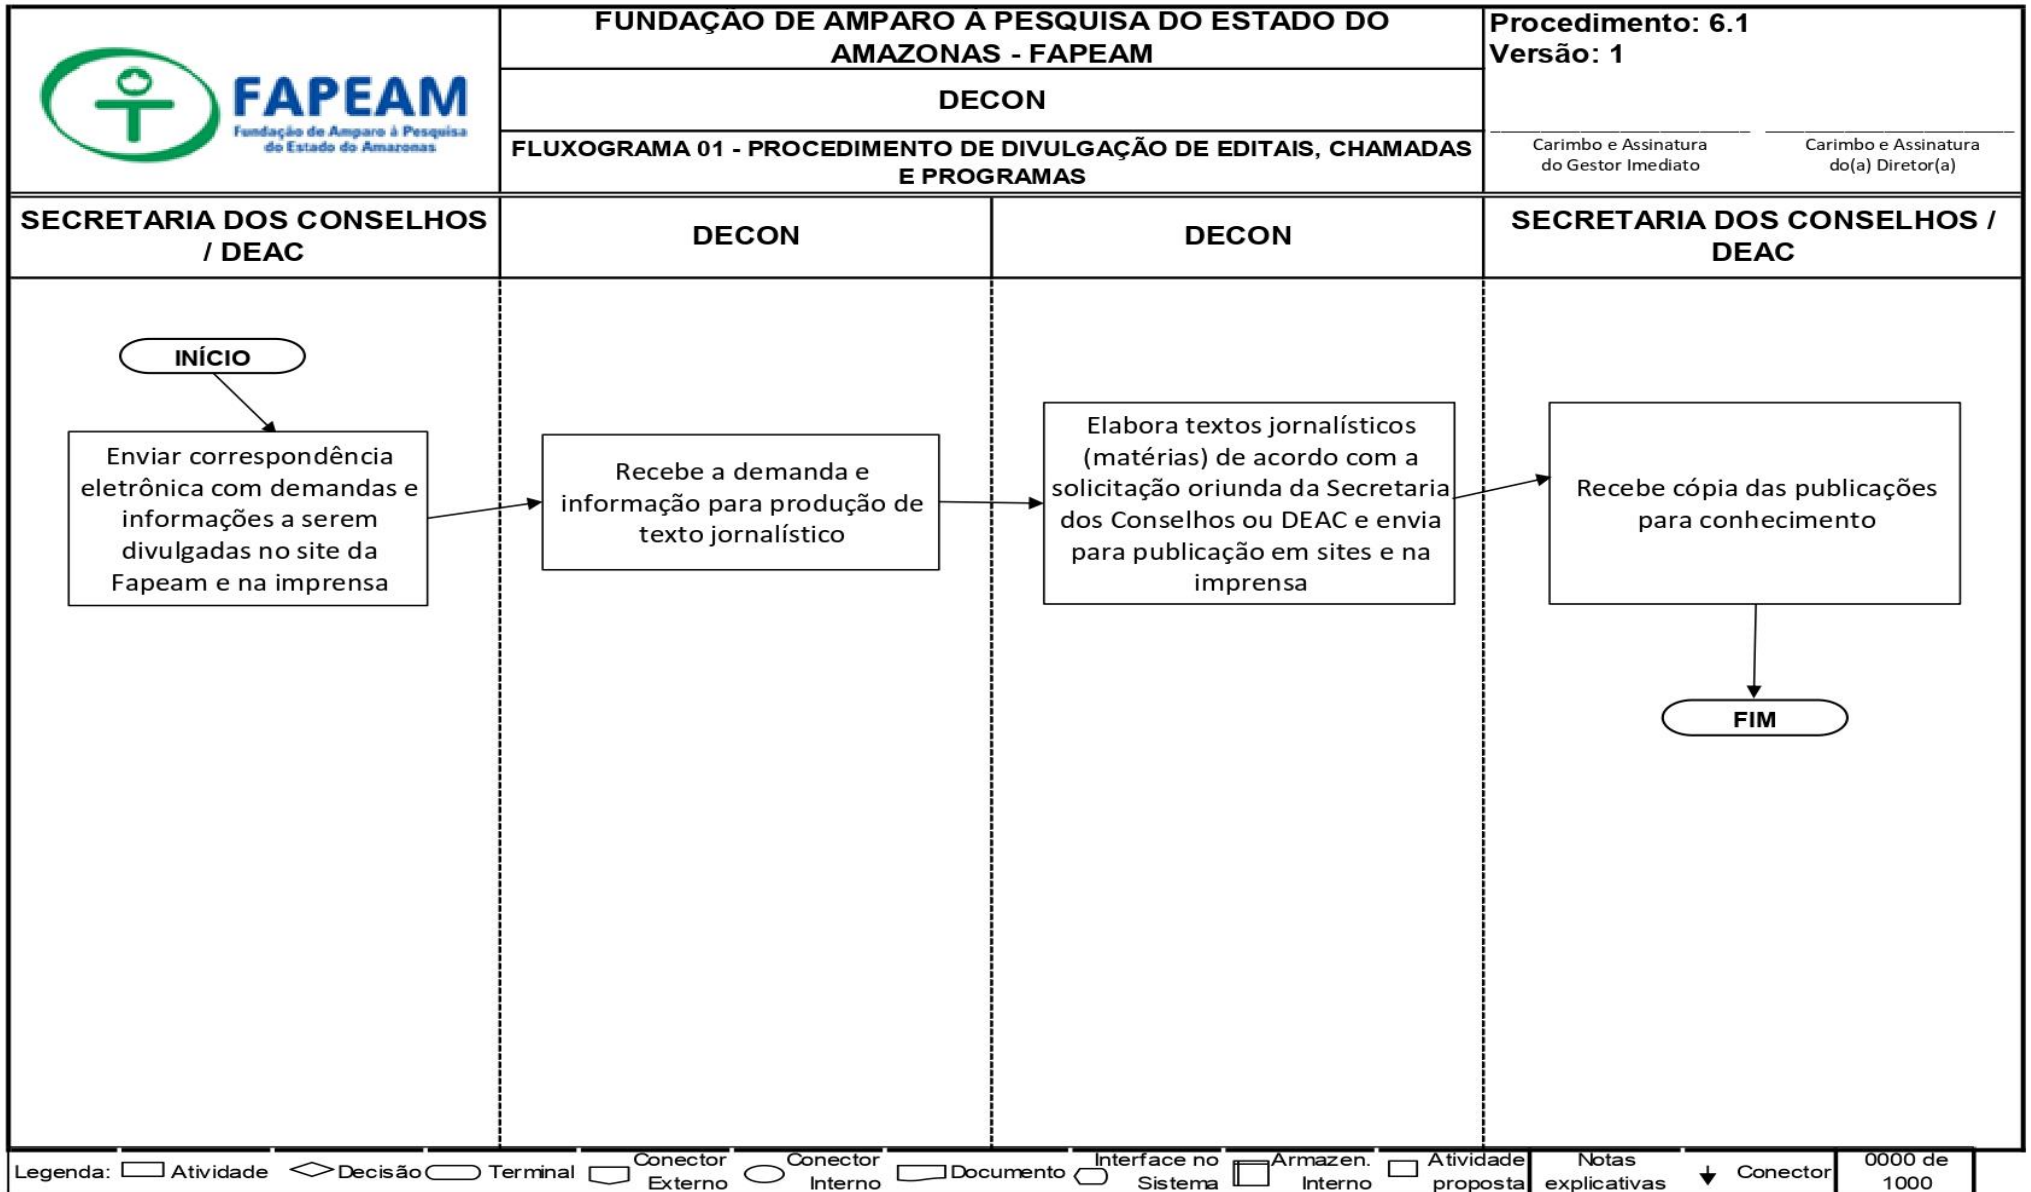 FAPEAM
Fundação de Amparo à Pesquisa
do Estado do Amazonas
FUNDAÇÃO DE AMPARO À PESQUISA DO ESTADO DO
AMAZONAS - FAPEAM
DECON
FLUXOGRAMA 01 - PROCEDIMENTO DE DIVULGAÇÃO DE EDITAIS, CHAMADAS
E PROGRAMAS
Procedimento: 6.1
Versão: 1
Carimbo e Assinatura
do Gestor Imediato
Carimbo e Assinatura
do(a) Diretor(a)
SECRETARIA DOS CONSELHOS
/ DEAC
DECON
DECON
SECRETARIA DOS CONSELHOS /
DEAC
INÍCIO
Enviar correspondência
eletrônica com demandas e
informações a serem
divulgadas no site da
Fapeam e na imprensa
Recebe a demanda e
informação para produção de
texto jornalístico
Elabora textos jornalísticos
(matérias) de acordo com a
solicitação oriunda da Secretaria
dos Conselhos ou DEAC e envia
para publicação em sites e na
imprensa
Recebe cópia das publicações
para conhecimento
FIM
Legenda:
Atividade
Decisão
Terminal
Conector
Externo
Conector
Interno
Documento
Interface no
Sistema
Armazen.
Interno
Atividade
proposta
Notas
explicativas
Conector
0000 de
1000